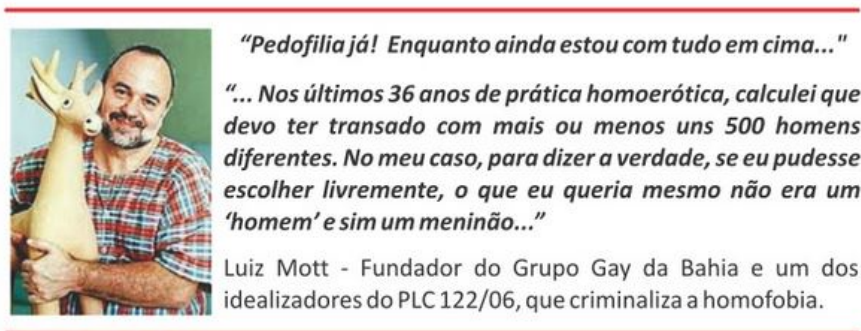 “Pedofilia já! Enquanto ainda estou com tudo em cima..."
“... Nos últimos 36 anos de prática homoerótica, calculei que
devo ter transado com mais ou menos uns 500 homens
diferentes. No meu caso, para dizer a verdade, se eu pudesse
escolher livremente, o que eu queria mesmo não era um
‘homem’ e sim um meninão...”
Luiz Mott - Fundador do Grupo Gay da Bahia e um dos
idealizadores do PLC 122/06, que criminaliza a homofobia.